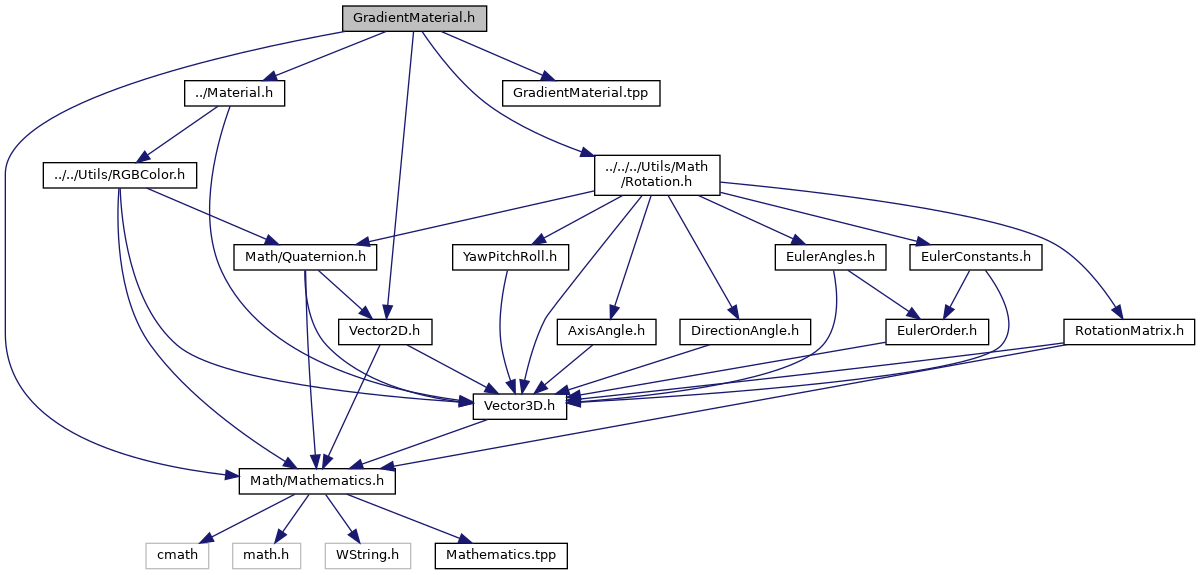 GradientMaterial.h
../Material.h
GradientMaterial.tpp
../../Utils/RGBColor.h
../../../Utils/Math
/Rotation.h
Math/Quaternion.h
YawPitchRoll.h
EulerAngles.h
EulerConstants.h
Vector2D.h
AxisAngle.h
DirectionAngle.h
EulerOrder.h
RotationMatrix.h
Vector3D.h
Math/Mathematics.h
cmath
math.h
WString.h
Mathematics.tpp